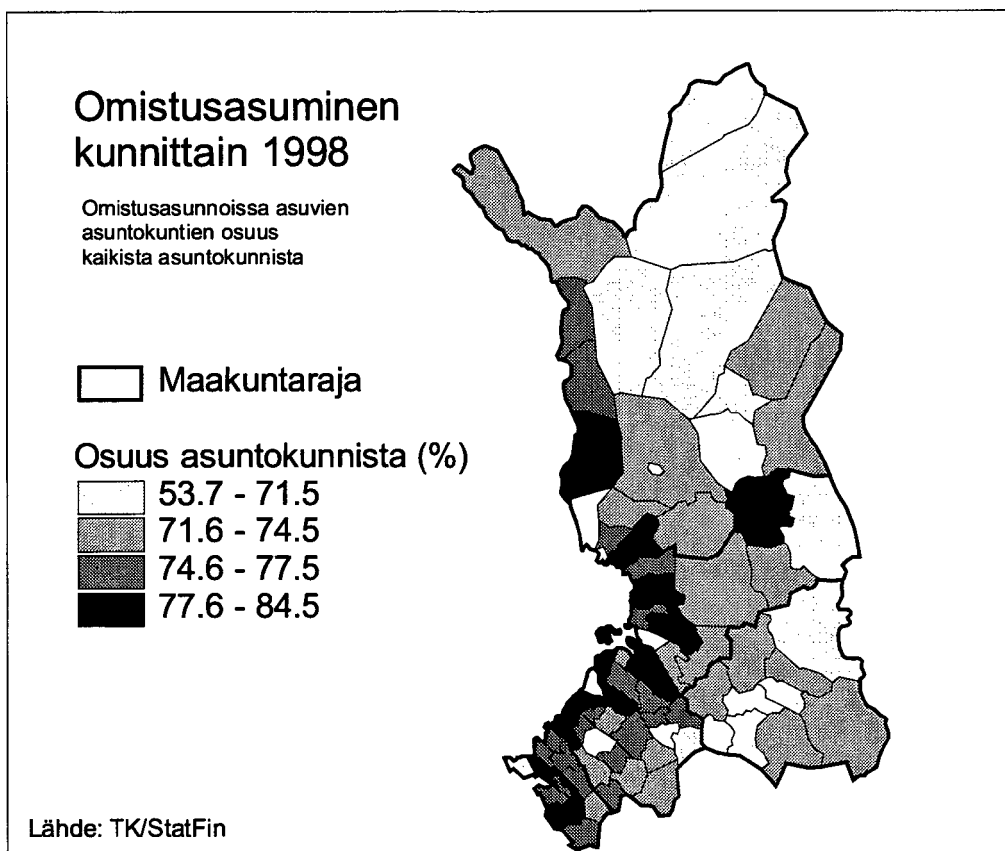 Omistusasuminen
kunnittain 1998
Omistusasunnoissa asuvien
asuntokuntien osuus
kaikista asuntokunnista
Maakuntaraja
Osuus asuntokunnista (%)
53.7 - 71.5
71.6 - 74.5
74.6 - 77.5
77.6 - 84.5
Lähde: TK/StatFin